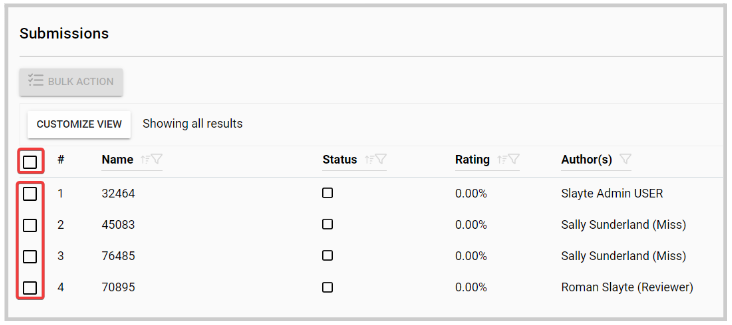 Submissions
BULK ACTION
CUSTOMIZE VIEW Showing all results
# Name Status Rating Author(s)
1 32464 0.00% Slayte Admin USER
2 45083 0.00% Sally Sunderland (Miss)
3 76485 0.00% Sally Sunderland (Miss)
4 70895 0.00% Roman Slayte (Reviewer)